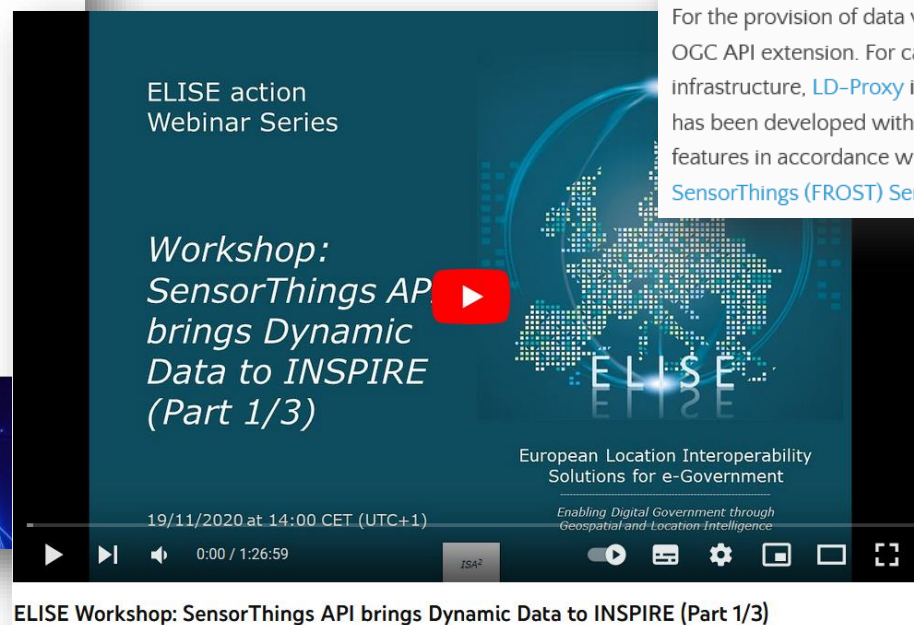 For the provision of data
OGC API extension. For
infrastructure, LD-Proxy
has been developed with
features in accordance
SensorThings (FROST)
ELISE action
Webinar Series
Workshop:
SensorThings AP
brings Dynamic
Data to INSPIRE
(Part 1/3)
ELISE
European Location Interoperability
Solutions for e-Government
Enabling Digital Government through
Geospatial and Location Intelligence
19/11/2020 at 14:00 CET (UTC+1)
0:00 / 1:26:59
ISA²
ELISE Workshop: SensorThings API brings Dynamic Data to INSPIRE (Part 1/3)